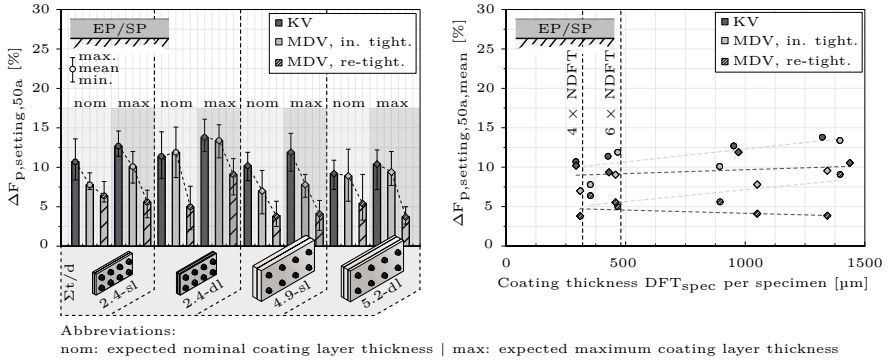 30
25
20
15
10
5
0
ΔF p,setting,50a [%]
EP/SP
max.
mean
min.
KV
MDV, in. tight.
MDV, re-tight.
nom max nom max nom max nom max
Σt/d
2.4-sl
2.4-dl
4.9-sl
5.2-dl
30
25
20
15
10
5
0
ΔF p,setting,50a,mean [%]
EP/SP
4 × NDFT
6 × NDFT
KV
MDV, in. tight.
MDV, re-tight.
0 500 1000 1500
Coating thickness DFTspec per specimen [µm]
Abbreviations:
nom: expected nominal coating layer thickness | max: expected maximum coating layer thickness